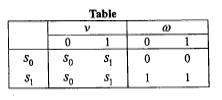 Table
ν ω
0 1 0 1
S₀ S₀ S₁ 0 0
S₁ S₀ S₁ 1 1